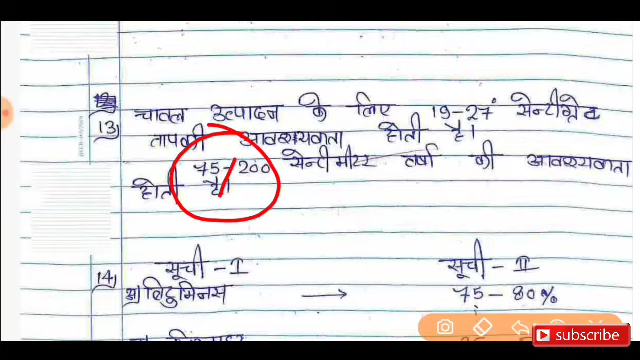 13) चावल उत्पादन के लिए 19-27° सेन्टीग्रेड
तापकी आवश्यकता होती है।
75-200 सेन्टीमीटर वर्षा की आवश्यकता
होती है।
14) सूची - I सूची - II
अ) बिटुमिनस → 75 - 80%
subscribe